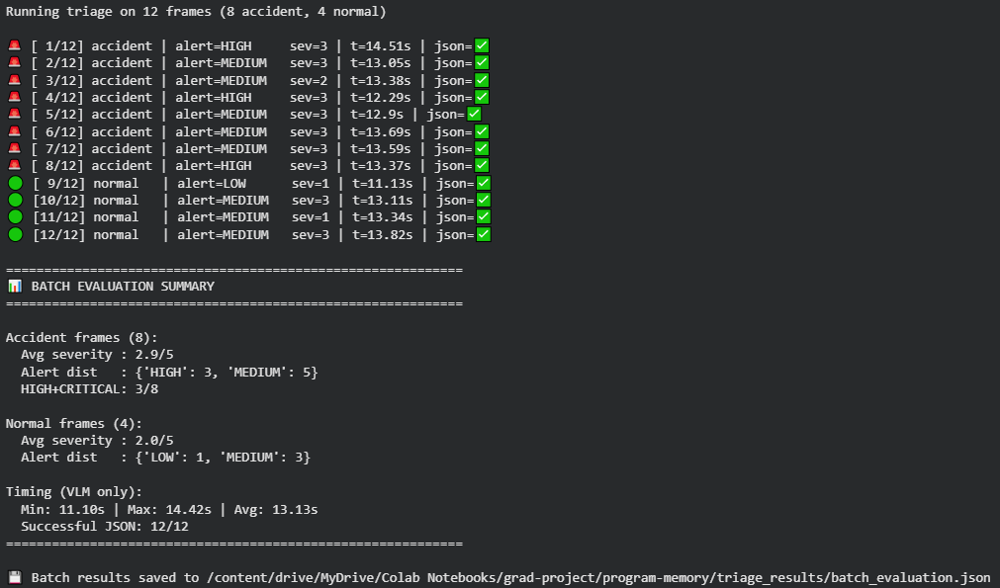 Running triage on 12 frames (8 accident, 4 normal)
🚨 [ 1/12] accident | alert=HIGH     sev=3 | t=14.51s | json=✅
🚨 [ 2/12] accident | alert=MEDIUM   sev=3 | t=13.05s | json=✅
🚨 [ 3/12] accident | alert=MEDIUM   sev=2 | t=13.38s | json=✅
🚨 [ 4/12] accident | alert=HIGH     sev=3 | t=12.29s | json=✅
🚨 [ 5/12] accident | alert=MEDIUM   sev=3 | t=12.9s | json=✅
🚨 [ 6/12] accident | alert=MEDIUM   sev=3 | t=13.69s | json=✅
🚨 [ 7/12] accident | alert=MEDIUM   sev=3 | t=13.59s | json=✅
🚨 [ 8/12] accident | alert=HIGH     sev=3 | t=13.37s | json=✅
🟢 [ 9/12] normal   | alert=LOW      sev=1 | t=11.13s | json=✅
🟢 [10/12] normal   | alert=MEDIUM   sev=3 | t=13.11s | json=✅
🟢 [11/12] normal   | alert=MEDIUM   sev=1 | t=13.34s | json=✅
🟢 [12/12] normal   | alert=MEDIUM   sev=3 | t=13.82s | json=✅
============================================================
📊 BATCH EVALUATION SUMMARY
============================================================
Accident frames (8):
  Avg severity : 2.9/5
  Alert dist   : {'HIGH': 3, 'MEDIUM': 5}
  HIGH+CRITICAL: 3/8
Normal frames (4):
  Avg severity : 2.0/5
  Alert dist   : {'LOW': 1, 'MEDIUM': 3}
Timing (VLM only):
  Min: 11.10s | Max: 14.42s | Avg: 13.13s
  Successful JSON: 12/12
============================================================
💾 Batch results saved to /content/drive/MyDrive/Colab Notebooks/grad-project/program-memory/triage_results/batch_evaluation.json